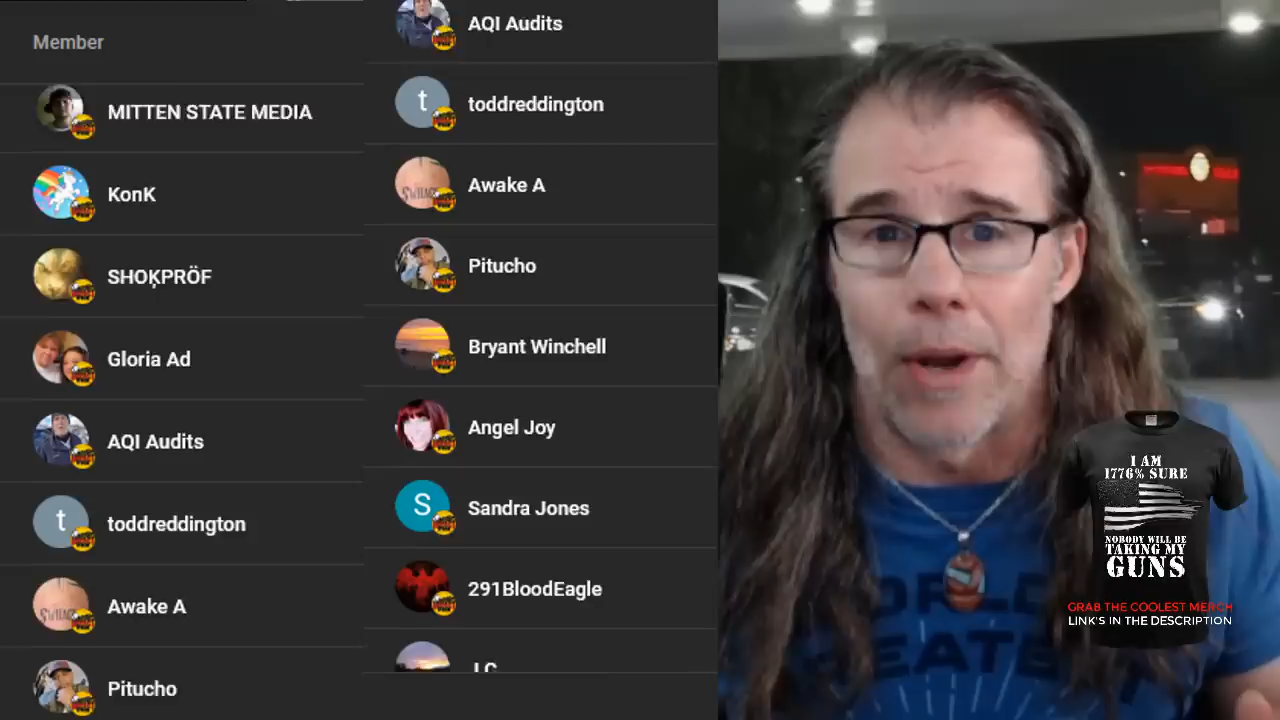 Member
MITTEN STATE MEDIA
KonK
SHOĶPRÖF
Gloria Ad
AQI Audits
t
toddreddington
Awake A
Pitucho
AQI Audits
t
toddreddington
Awake A
Pitucho
Bryant Winchell
Angel Joy
S
Sandra Jones
291BloodEagle
I AM
1776% SURE
NOBODY WILL BE
TAKING MY
GUNS
GRAB THE COOLEST MERCH
LINK'S IN THE DESCRIPTION